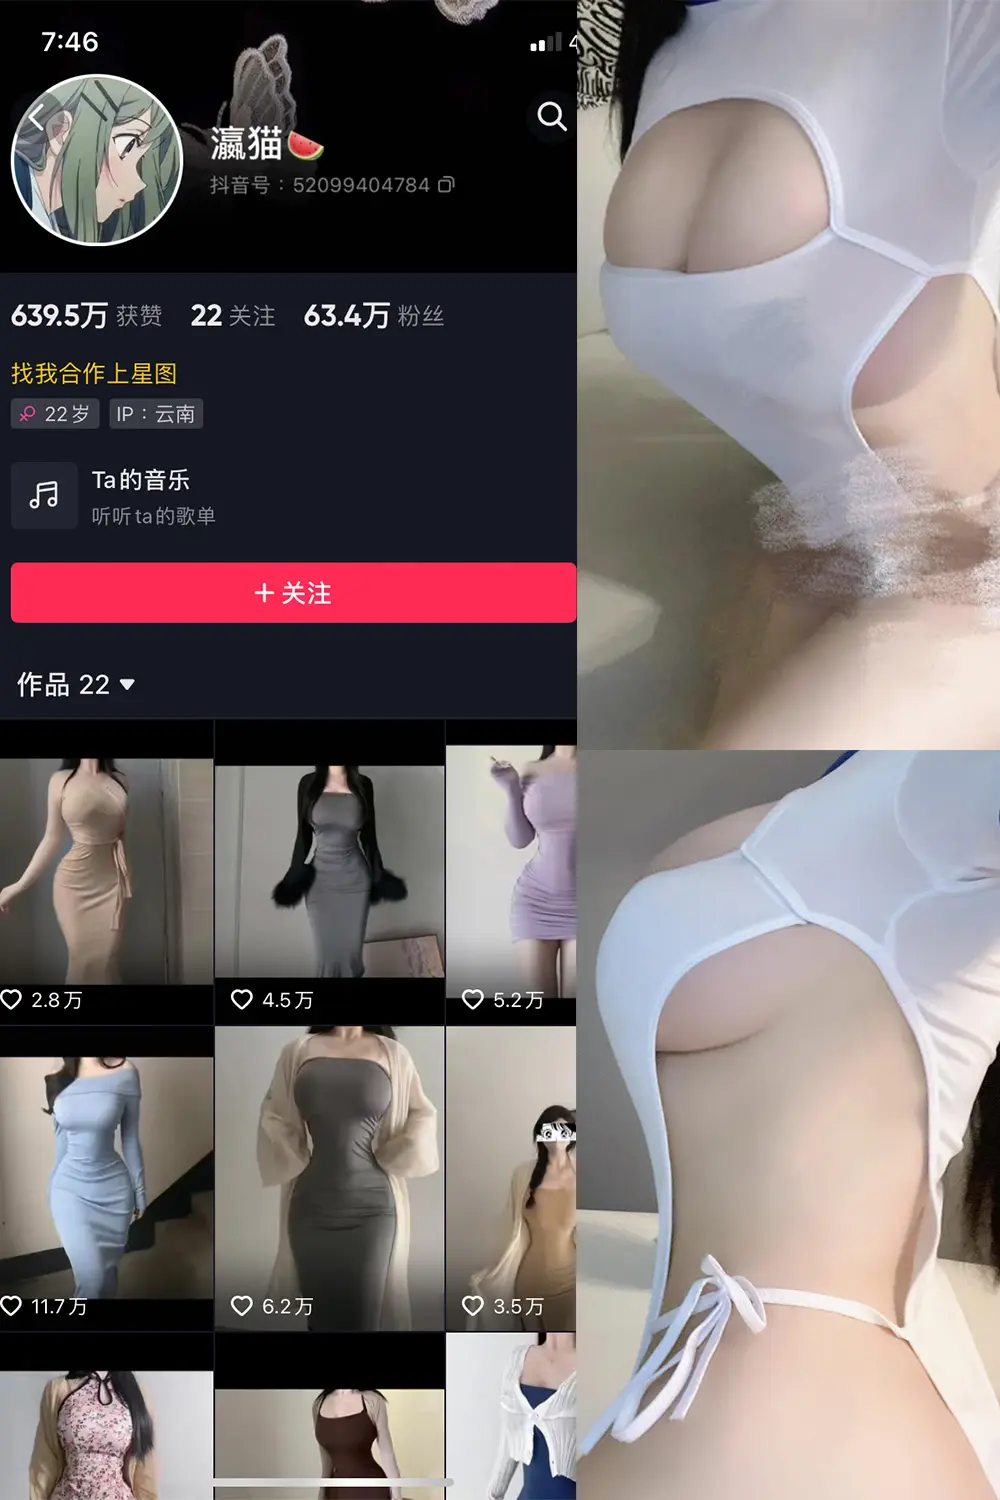 7:46
瀛猫🍉
抖音号：52099404784
639.5万 获赞 22 关注 63.4万 粉丝
找我合作上星图
22岁 IP：云南
Ta的音乐
听听ta的歌单
+ 关注
作品 22
2.8万 4.5万 5.2万
11.7万 6.2万 3.5万